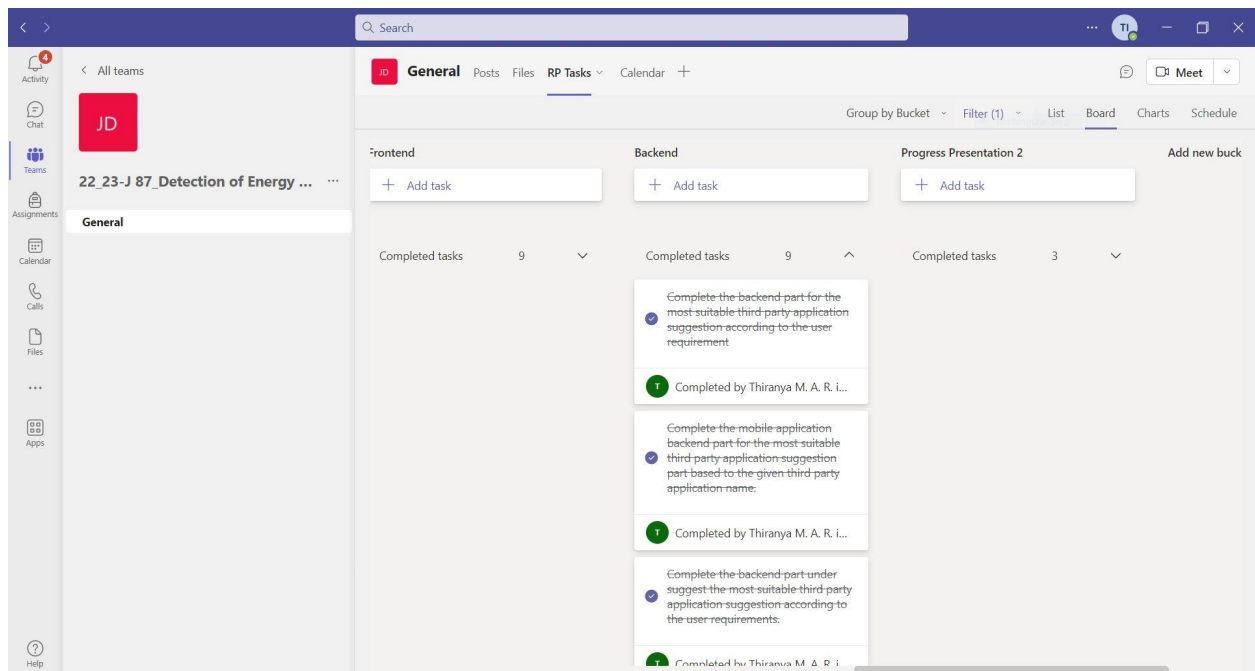 Search
TI
4
Activity
Chat
Teams
Assignments
Calendar
Calls
Files
Apps
Help
All teams
JD
22_23-J 87_Detection of Energy ...
General
JD
General
Posts
Files
RP Tasks
Calendar
Meet
Group by Bucket
Filter (1)
List
Board
Charts
Schedule
Frontend
Add task
Completed tasks 9
Backend
Add task
Completed tasks 9
Complete the backend part for the
most suitable third party application
suggestion according to the user
requirement
T
Completed by Thiranya M. A. R. i...
Complete the mobile application
backend part for the most suitable
third party application suggestion
part based to the given third party
application name.
T
Completed by Thiranya M. A. R. i...
Complete the backend part under
suggest the most suitable third party
application suggestion according to
the user requirements.
T
Completed by Thiranya M. A. R. i...
Progress Presentation 2
Add task
Completed tasks 3
Add new buck